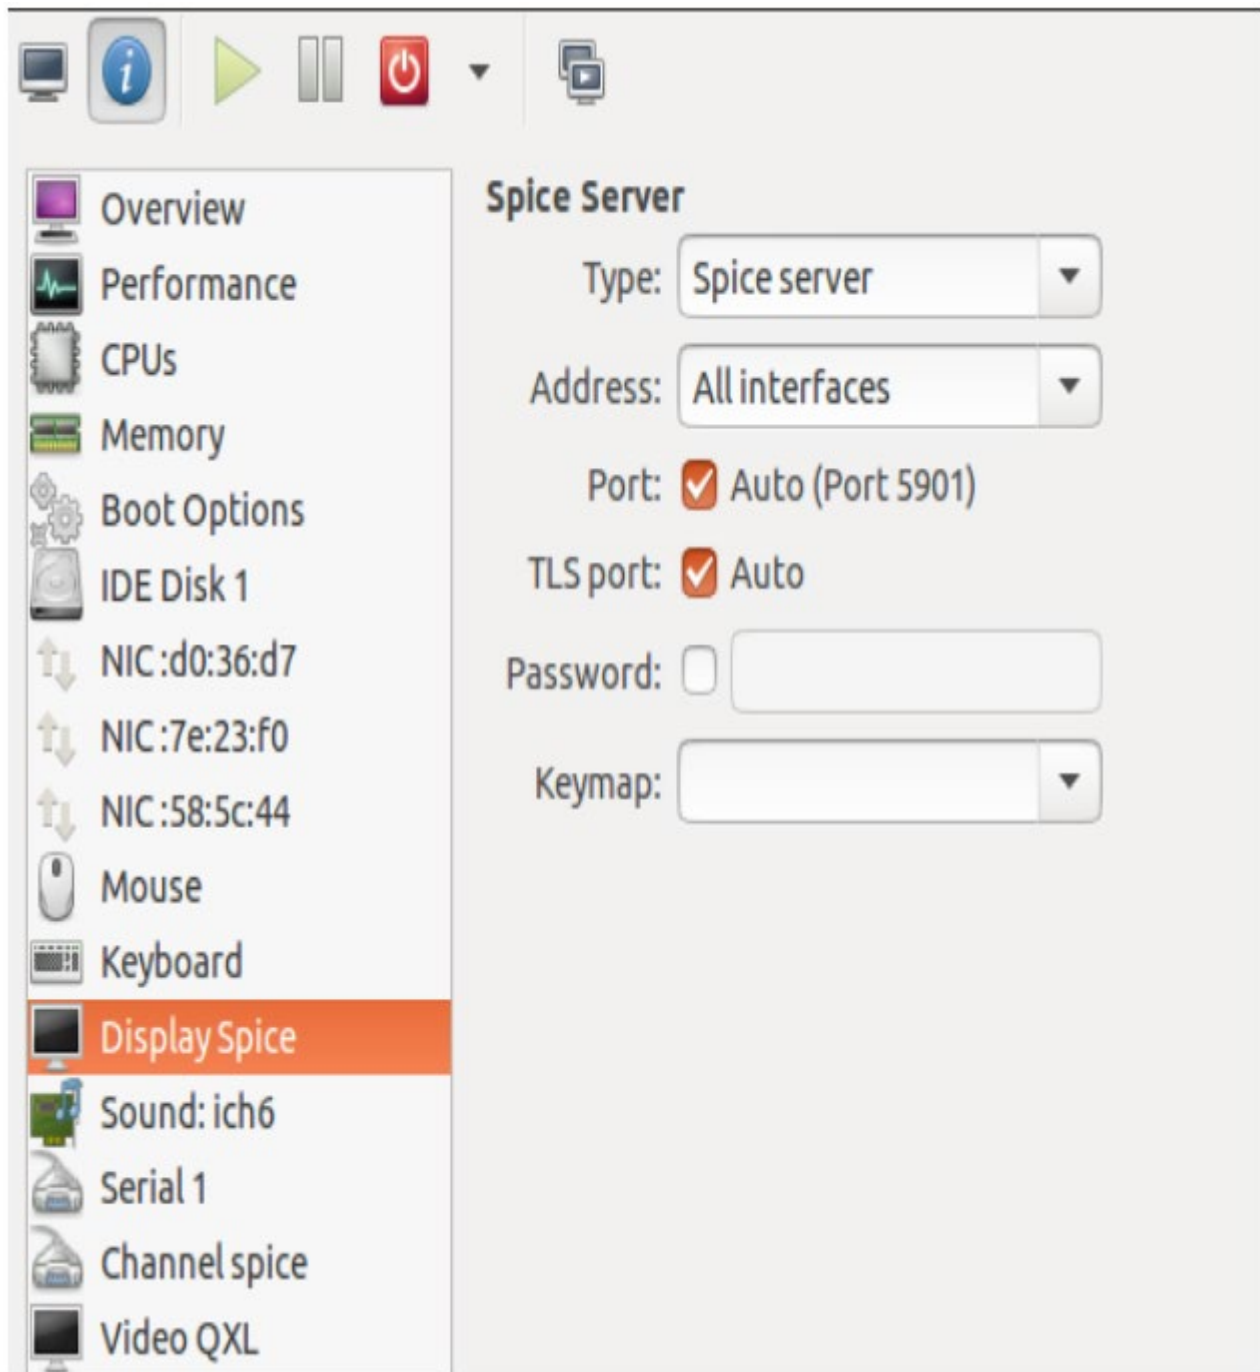 Overview
Performance
CPUs
Memory
Boot Options
IDE Disk 1
NIC :d0:36:d7
NIC :7e:23:f0
NIC :58:5c:44
Mouse
Keyboard
Display Spice
Sound: ich6
Serial 1
Channel spice
Video QXL
Spice Server
Type: Spice server
Address: All interfaces
Port: Auto (Port 5901)
TLS port: Auto
Password:
Keymap: